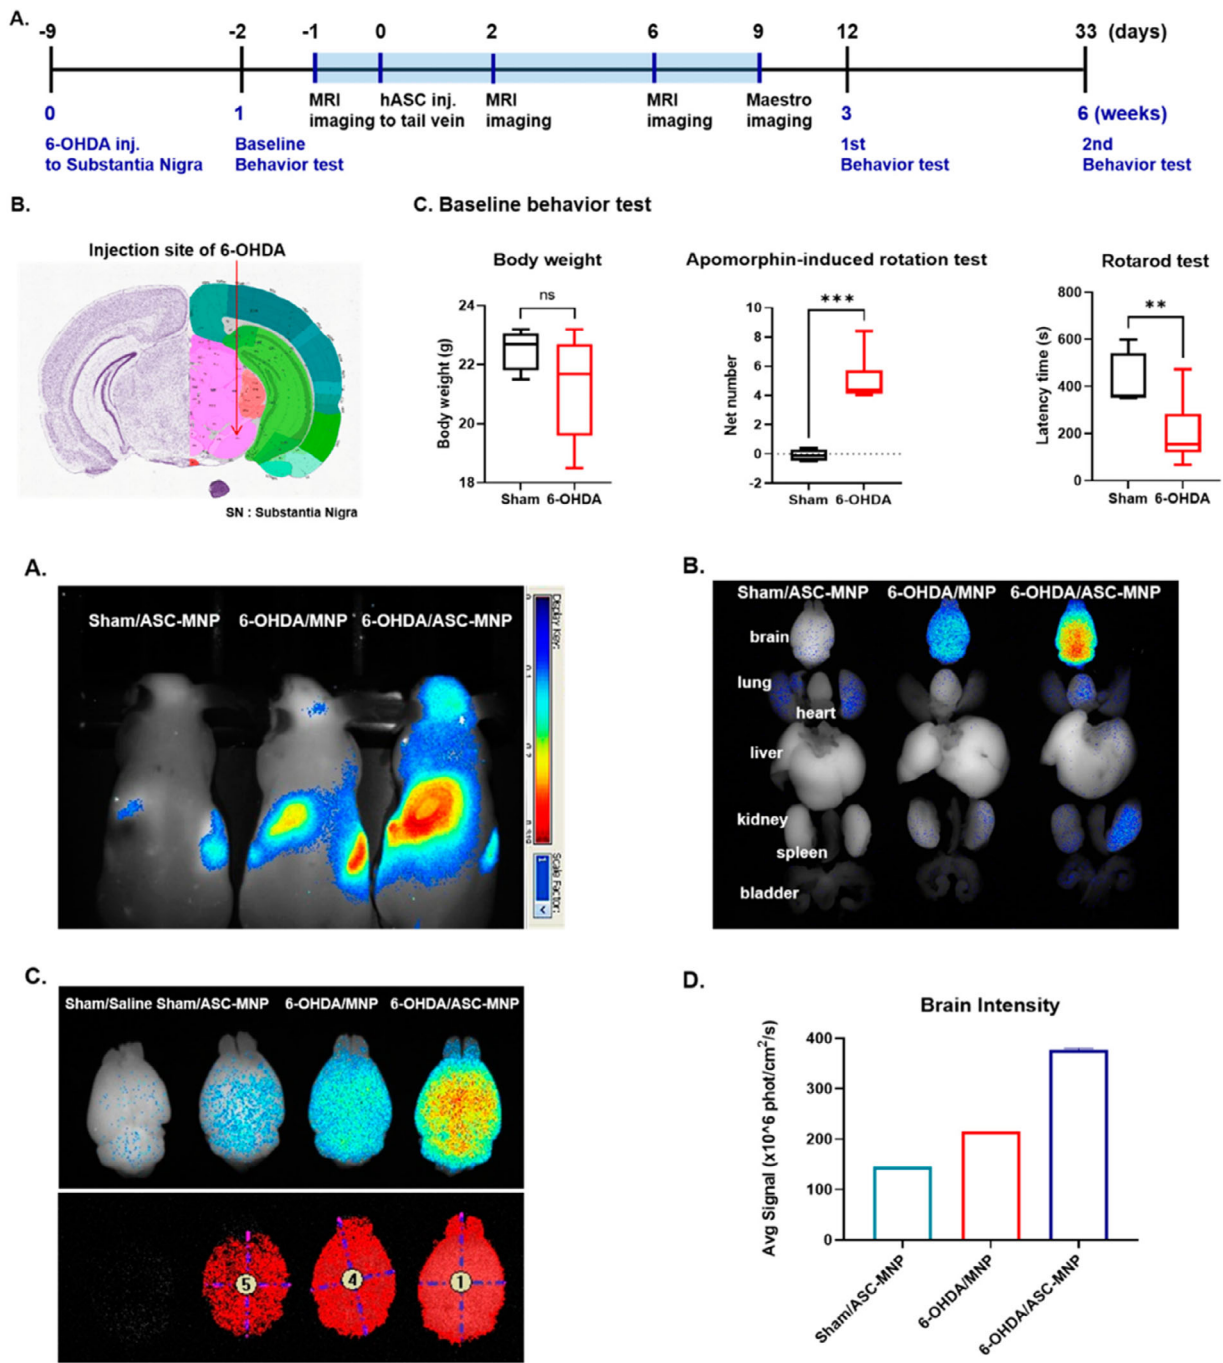 A.
-9 -2 -1 0 2 6 9 12 33 (days)
MRI imaging
hASC inj. to tail vein
MRI imaging
MRI imaging
Maestro imaging
0 1 3 6 (weeks)
6-OHDA inj.
to Substantia Nigra
Baseline
Behavior test
1st
Behavior test
2nd
Behavior test
B.
Injection site of 6-OHDA
SN : Substantia Nigra
C. Baseline behavior test
Body weight
ns
Body weight (g)
24
22
20
18
Sham 6-OHDA
Apomorphin-induced rotation test
***
Net number
10
8
6
4
2
0
-2
Sham 6-OHDA
Rotarod test
**
Latency time (s)
800
600
400
200
0
Sham 6-OHDA
A.
Sham/ASC-MNP 6-OHDA/MNP 6-OHDA/ASC-MNP
Display Key:
Scale Factor:
1
B.
Sham/ASC-MNP 6-OHDA/MNP 6-OHDA/ASC-MNP
brain
lung
heart
liver
kidney
spleen
bladder
C.
Sham/Saline Sham/ASC-MNP 6-OHDA/MNP 6-OHDA/ASC-MNP
5 4 1
D.
Brain Intensity
Avg Signal (x10^6 phot/cm²/s)
400
300
200
100
0
Sham/ASC-MNP
6-OHDA/MNP
6-OHDA/ASC-MNP